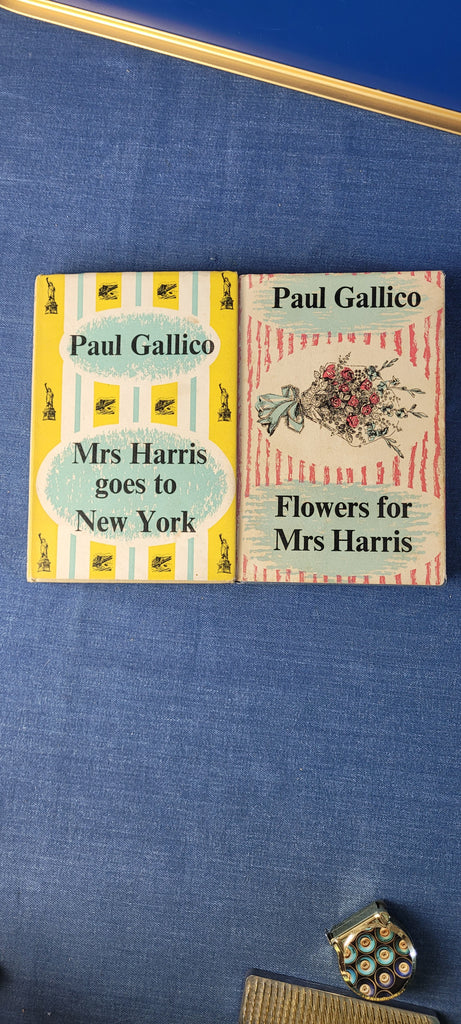 Paul Gallico
Mrs Harris
goes to
New York
Paul Gallico
Flowers for
Mrs Harris